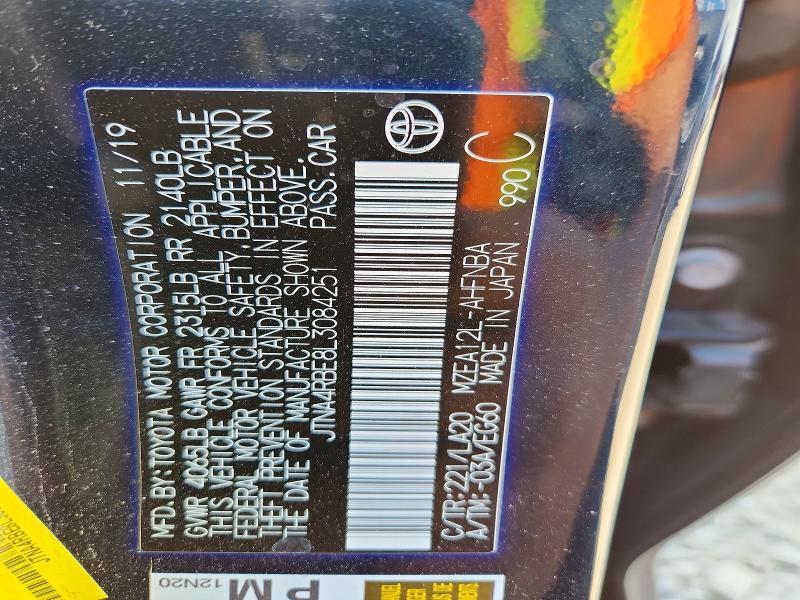 MFD. BY: TOYOTA MOTOR CORPORATION 11/19
GVWR 4065LB GAWR FR 2315LB RR 2140LB
THIS VEHICLE CONFORMS TO ALL APPLICABLE
FEDERAL MOTOR VEHICLE SAFETY, BUMPER, AND
THEFT PREVENTION STANDARDS IN EFFECT ON
THE DATE OF MANUFACTURE SHOWN ABOVE.
JTNA4RBE8L3084251 PASS. CAR
C/TR: 221/LA20 MZEA12L-AHFNBA 990 C
A/TM: -03A/EG60 MADE IN JAPAN
PM
12N20